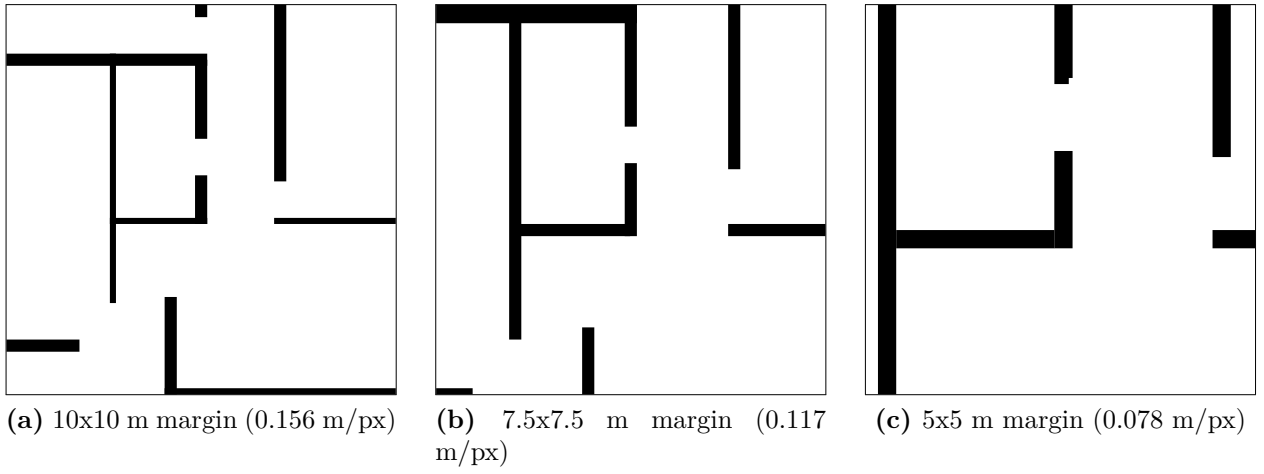 (a) 10x10 m margin (0.156 m/px)
(b) 7.5x7.5 m margin (0.117
m/px)
(c) 5x5 m margin (0.078 m/px)